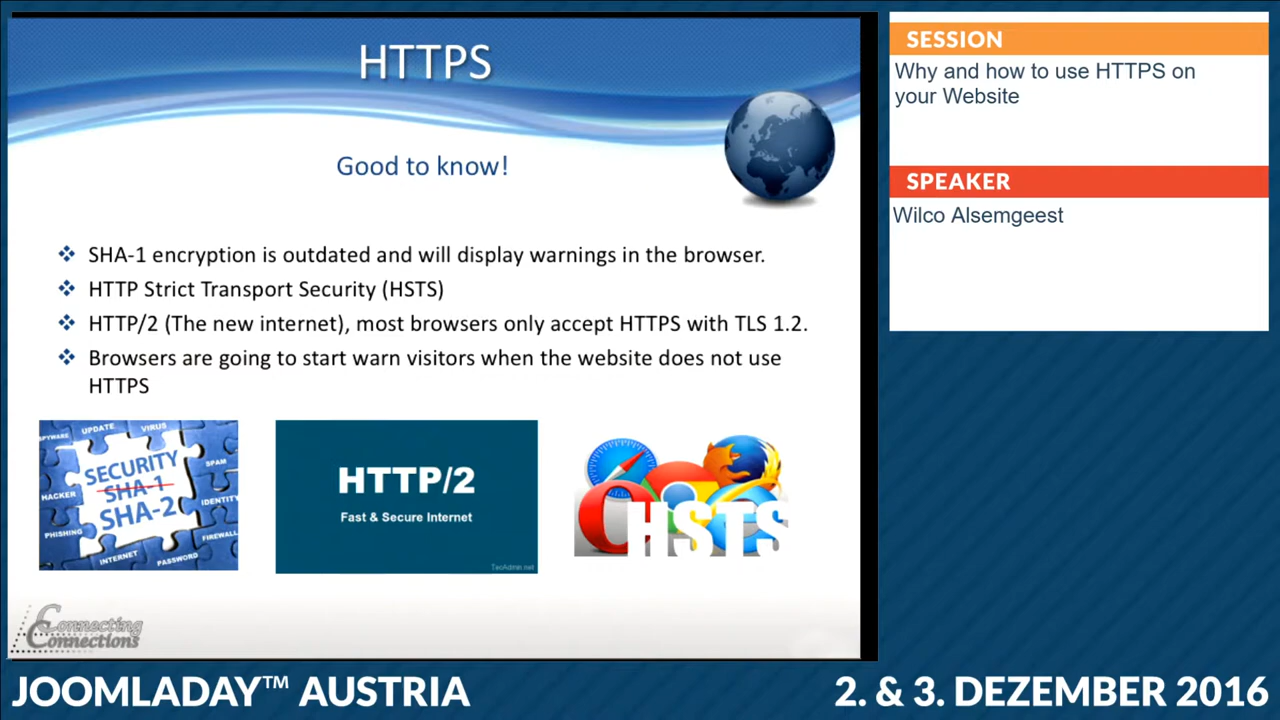 HTTPS
Good to know!
SHA-1 encryption is outdated and will display warnings in the browser.
HTTP Strict Transport Security (HSTS)
HTTP/2 (The new internet), most browsers only accept HTTPS with TLS 1.2.
Browsers are going to start warn visitors when the website does not use
HTTPS
SPYWARE
UPDATE
VIRUS
SPAM
SECURITY
HACKER
SHA-1
SHA-2
IDENTITY
PHISHING
FIREWALL
INTERNET
PASSWORD
HTTP/2
Fast & Secure Internet
HSTS
Connecting
Connections
SESSION
Why and how to use HTTPS on
your Website
SPEAKER
Wilco Alsemgeest
JOOMLADAY™ AUSTRIA
2. & 3. DEZEMBER 2016